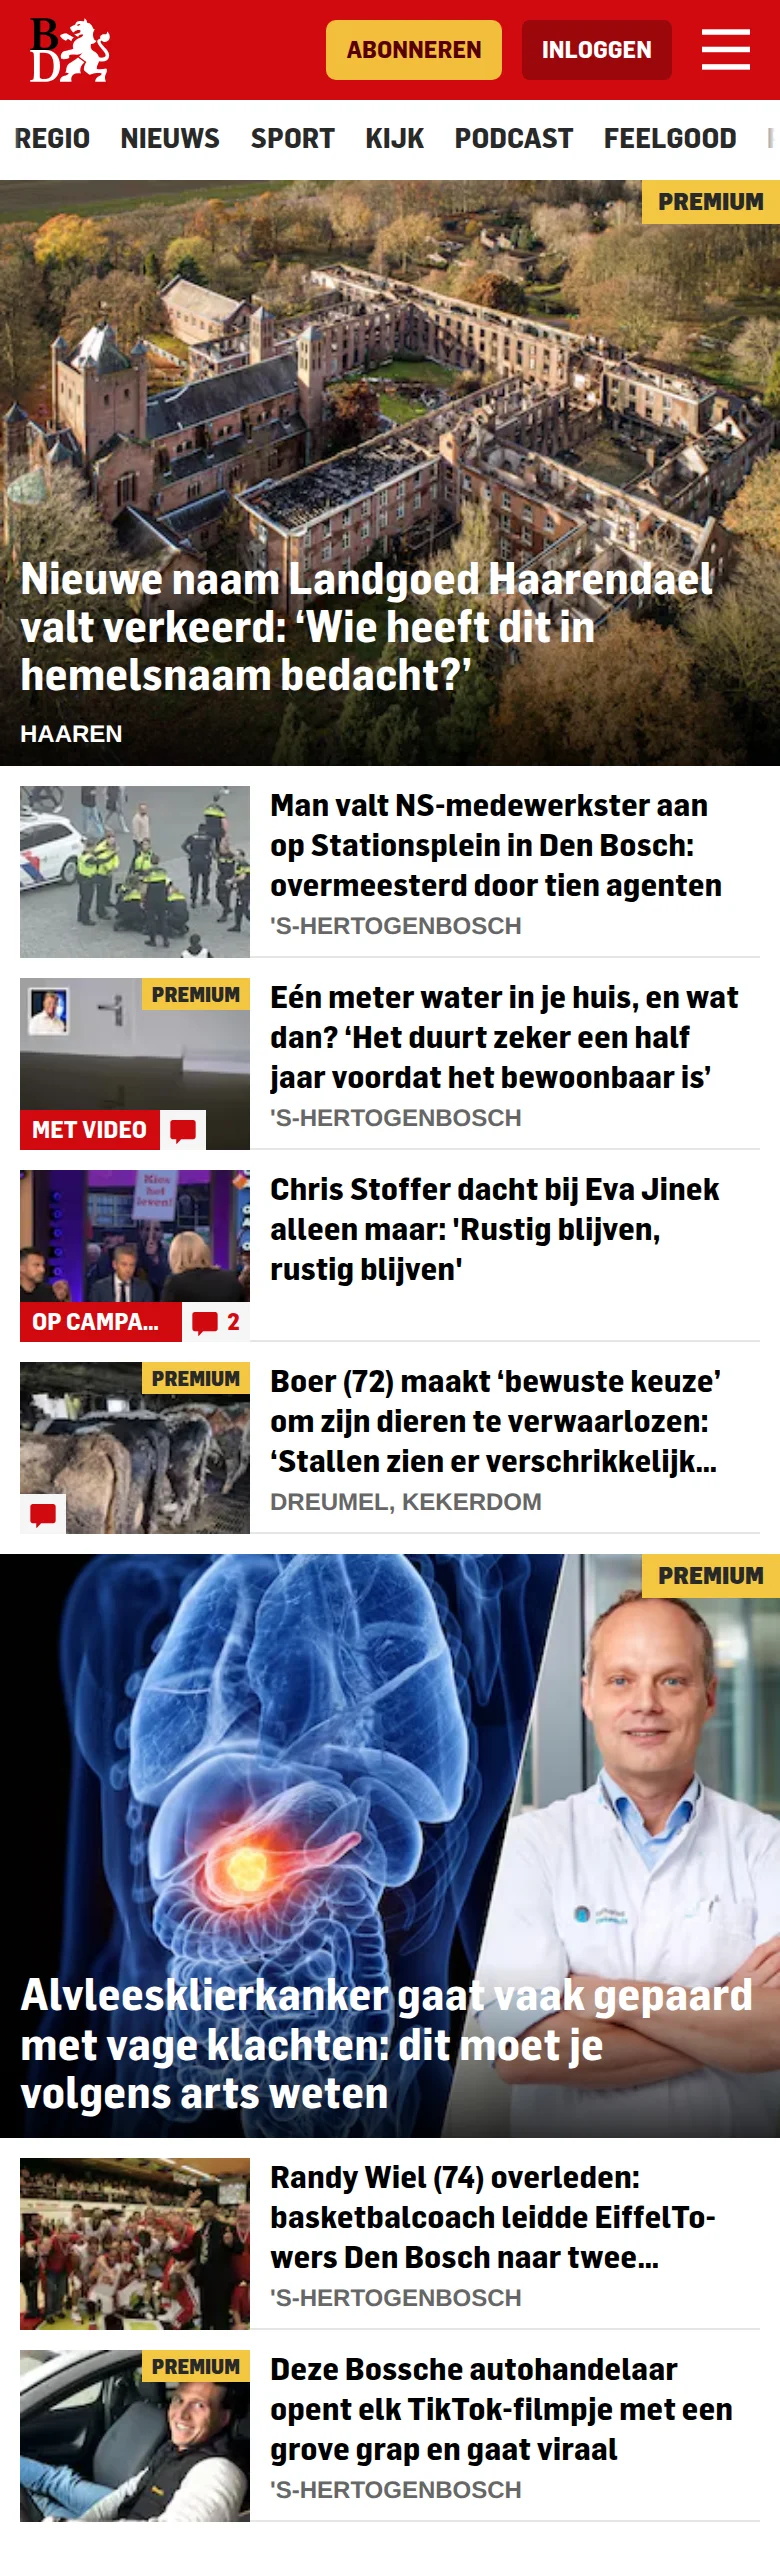 BD
ABONNEREN
INLOGGEN
REGIO NIEUWS SPORT KIJK PODCAST FEELGOOD
PREMIUM
Nieuwe naam Landgoed Haarendael
valt verkeerd: ‘Wie heeft dit in
hemelsnaam bedacht?’
HAAREN
Man valt NS-medewerkster aan
op Stationsplein in Den Bosch:
overmeesterd door tien agenten
'S-HERTOGENBOSCH
PREMIUM
MET VIDEO
Eén meter water in je huis, en wat
dan? ‘Het duurt zeker een half
jaar voordat het bewoonbaar is’
'S-HERTOGENBOSCH
Kies
het
leven!
OP CAMPA...
2
Chris Stoffer dacht bij Eva Jinek
alleen maar: 'Rustig blijven,
rustig blijven'
PREMIUM
Boer (72) maakt ‘bewuste keuze’
om zijn dieren te verwaarlozen:
‘Stallen zien er verschrikkelijk...
DREUMEL, KEKERDOM
PREMIUM
Alvleesklierkanker gaat vaak gepaard
met vage klachten: dit moet je
volgens arts weten
Randy Wiel (74) overleden:
basketbalcoach leidde EiffelTo-
wers Den Bosch naar twee...
'S-HERTOGENBOSCH
PREMIUM
Deze Bossche autohandelaar
opent elk TikTok-filmpje met een
grove grap en gaat viraal
'S-HERTOGENBOSCH